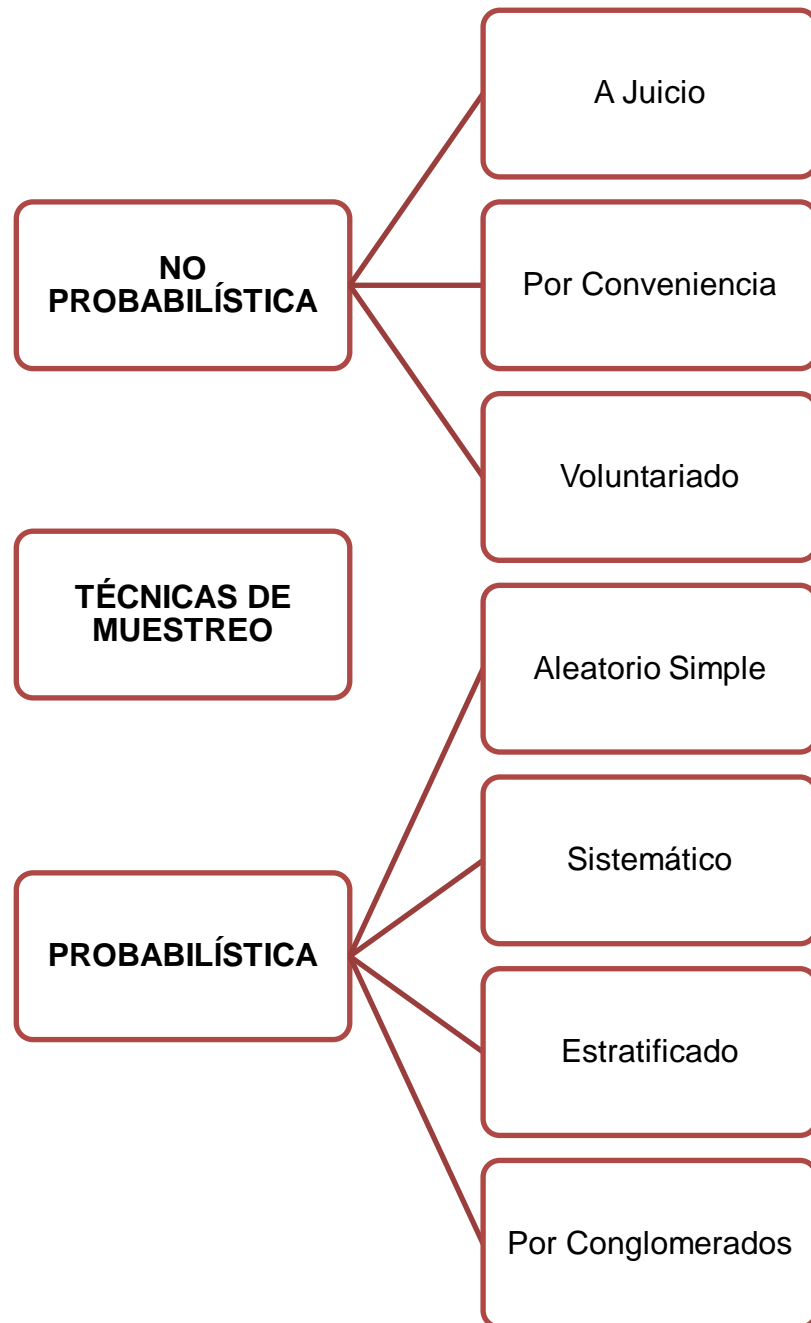 A Juicio
NO
PROBABILÍSTICA
Por Conveniencia
Voluntariado
TÉCNICAS DE
MUESTREO
Aleatorio Simple
Sistemático
PROBABILÍSTICA
Estratificado
Por Conglomerados